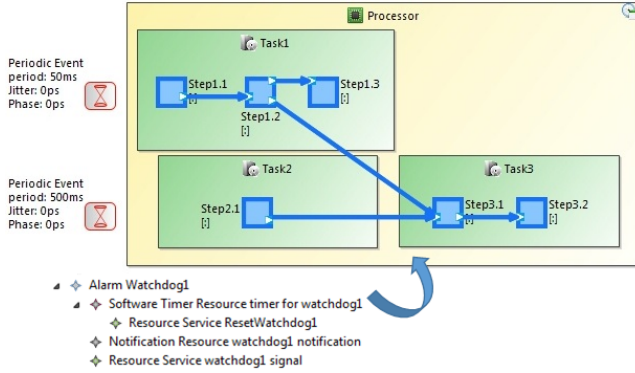 Processor
Task1
Periodic Event
period: 50ms
Jitter: 0ps
Phase: 0ps
Step1.1
[:]
Step1.2
[:]
Step1.3
[:]
Task2
Task3
Periodic Event
period: 500ms
Jitter: 0ps
Phase: 0ps
Step2.1
[:]
Step3.1
[:]
Step3.2
[:]
Alarm Watchdog1
Software Timer Resource timer for watchdog1
Resource Service ResetWatchdog1
Notification Resource watchdog1 notification
Resource Service watchdog1 signal